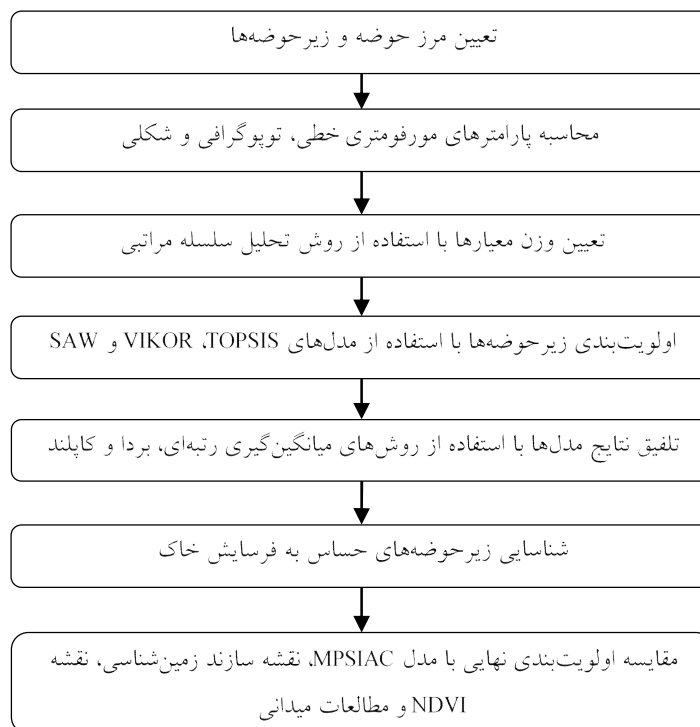 تعیین مرز حوضه و زیرحوضه‌ها
محاسبه پارامترهای مورفومتری خطی، توپوگرافی و شکلی
تعیین وزن معیارها با استفاده از روش تحلیل سلسله مراتبی
اولویت‌بندی زیرحوضه‌ها با استفاده از مدل‌های TOPSIS، VIKOR و SAW
تلفیق نتایج مدل‌ها با استفاده از روش‌های میانگین‌گیری رتبه‌ای، بردا و کاپلند
شناسایی زیرحوضه‌های حساس به فرسایش خاک
مقایسه اولویت‌بندی نهایی با مدل MPSIAC، نقشه سازند زمین‌شناسی، نقشه
NDVI و مطالعات میدانی